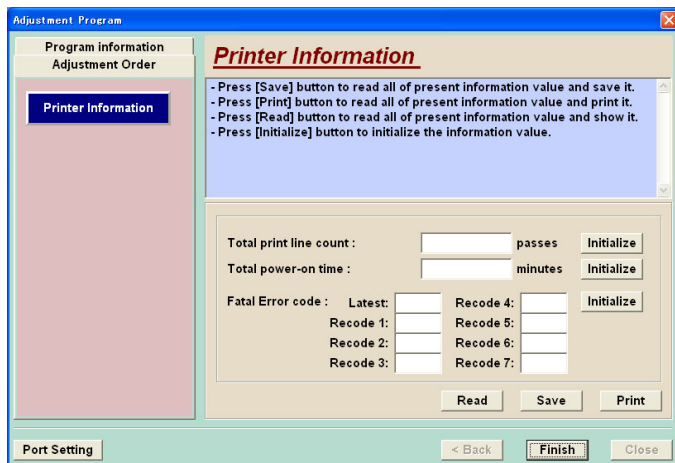 Adjustment Program
Program information
Adjustment Order
Printer Information
Printer Information
- Press [Save] button to read all of present information value and save it.
- Press [Print] button to read all of present information value and print it.
- Press [Read] button to read all of present information value and show it.
- Press [Initialize] button to initialize the information value.
Total print line count : passes Initialize
Total power-on time : minutes Initialize
Fatal Error code : Latest: Recode 4: Initialize
Recode 1: Recode 5:
Recode 2: Recode 6:
Recode 3: Recode 7:
Read Save Print
Port Setting < Back Finish Close